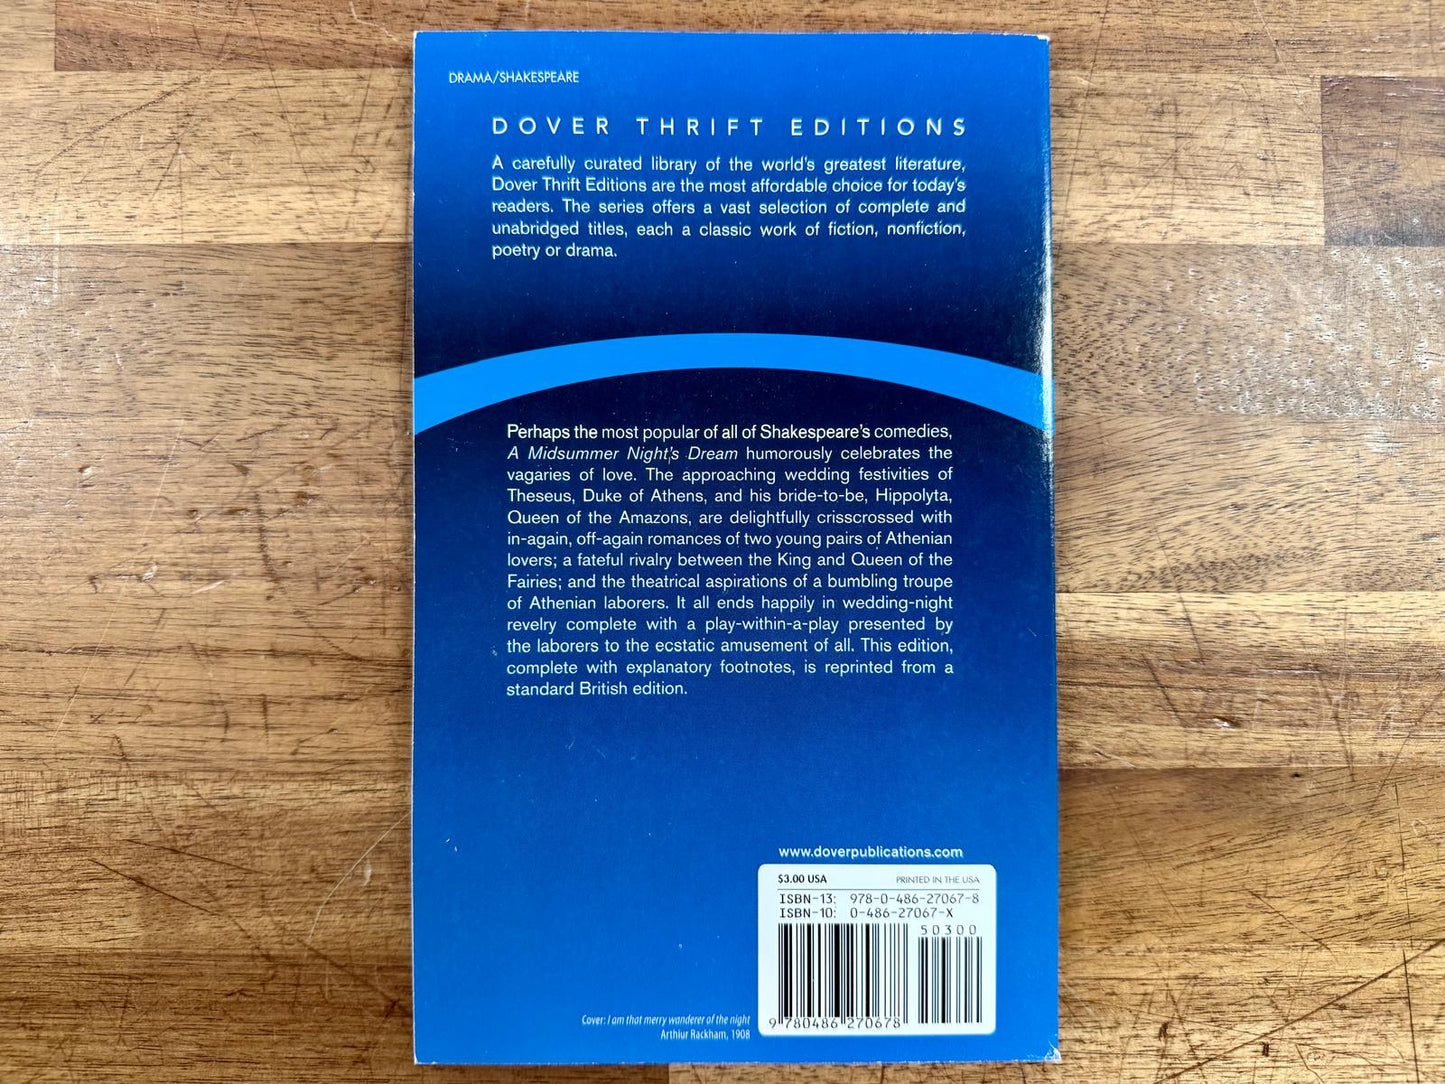 DRAMA/SHAKESPEARE
DOVER THRIFT EDITIONS
A carefully curated library of the world's greatest literature,
Dover Thrift Editions are the most affordable choice for today's
readers. The series offers a vast selection of complete and
unabridged titles, each a classic work of fiction, nonfiction,
poetry or drama.
Perhaps the most popular of all of Shakespeare's comedies,
A Midsummer Night's Dream humorously celebrates the
vagaries of love. The approaching wedding festivities of
Theseus, Duke of Athens, and his bride-to-be, Hippolyta,
Queen of the Amazons, are delightfully crisscrossed with
in-again, off-again romances of two young pairs of Athenian
lovers; a fateful rivalry between the King and Queen of the
Fairies; and the theatrical aspirations of a bumbling troupe
of Athenian laborers. It all ends happily in wedding-night
revelry complete with a play-within-a-play presented by
the laborers to the ecstatic amusement of all. This edition,
complete with explanatory footnotes, is reprinted from a
standard British edition.
www.doverpublications.com
$3.00 USA PRINTED IN THE USA
ISBN-13: 978-0-486-27067-8
ISBN-10: 0-486-27067-X
50300
9 780486 270678
Cover: I am that merry wanderer of the night
Arthiur Rackham, 1908